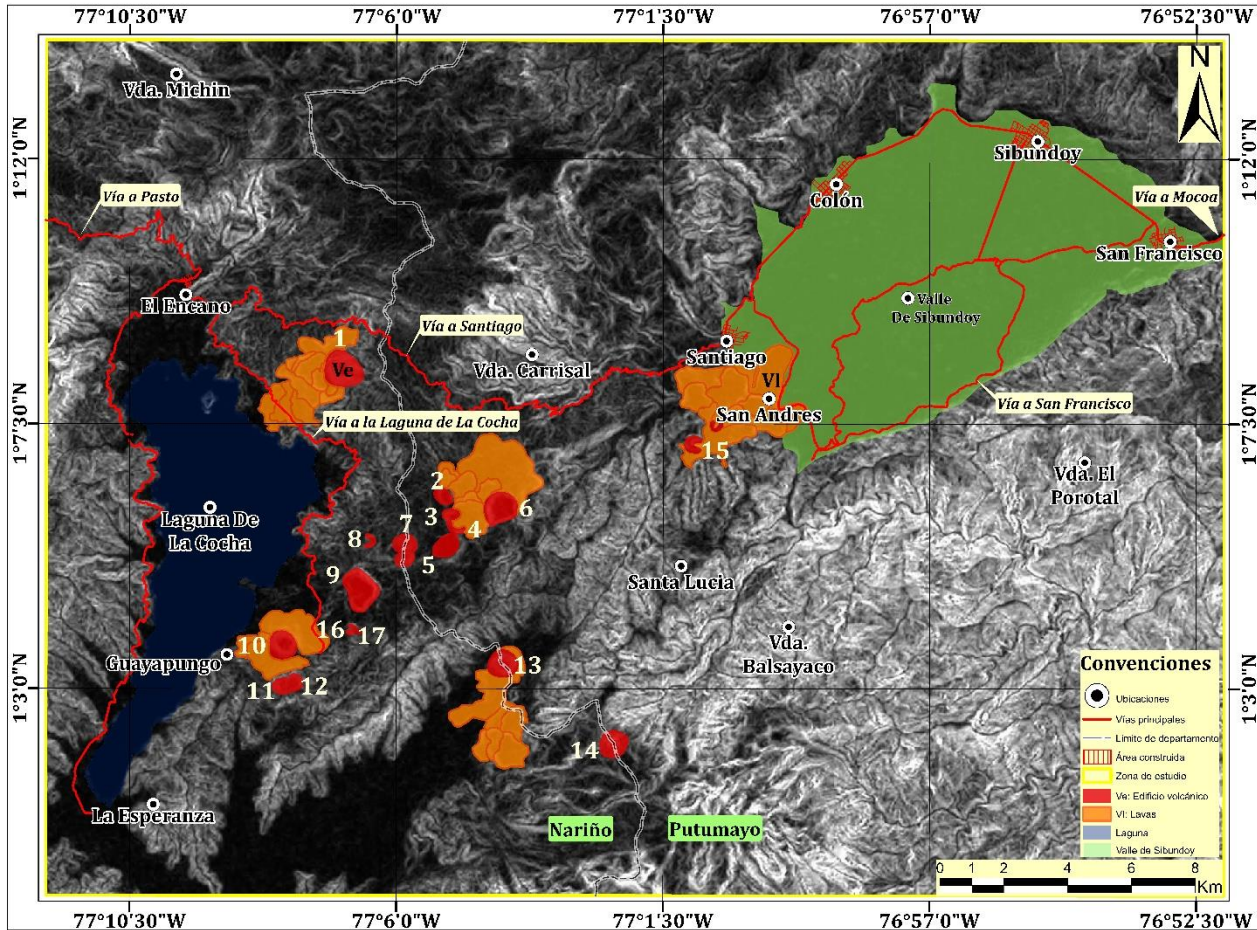 77°10'30"W
77°6'0"W
77°1'30"W
76°57'0"W
76°52'30"W
N
Vda. Michin
1°12'0"N
1°12'0"N
Sibundoy
Colón
Vía a Pasto
Vía a Mocoa
San Francisco
El Encano
Valle
De Sibundoy
Vía a Santiago
1
Ve
Santiago
Vda. Carrisal
Vl
San Andres
Vía a San Francisco
Vía a la Laguna de La Cocha
1°7'30"N
1°7'30"N
15
Vda. El
Porotal
2
3
4
6
Laguna De
La Cocha
7
8
5
9
Santa Lucia
16
17
10
Guayapungo
Vda.
Balsayaco
13
11
12
1°3'0"N
1°3'0"N
14
La Esperanza
Nariño
Putumayo
Convenciones
Ubicaciones
Vías principales
Límite de departamento
Área construida
Zona de estudio
Ve: Edificio volcánico
Vl: Lavas
Laguna
Valle de Sibundoy
0 1 2 4 6 8
Km
77°10'30"W
77°6'0"W
77°1'30"W
76°57'0"W
76°52'30"W